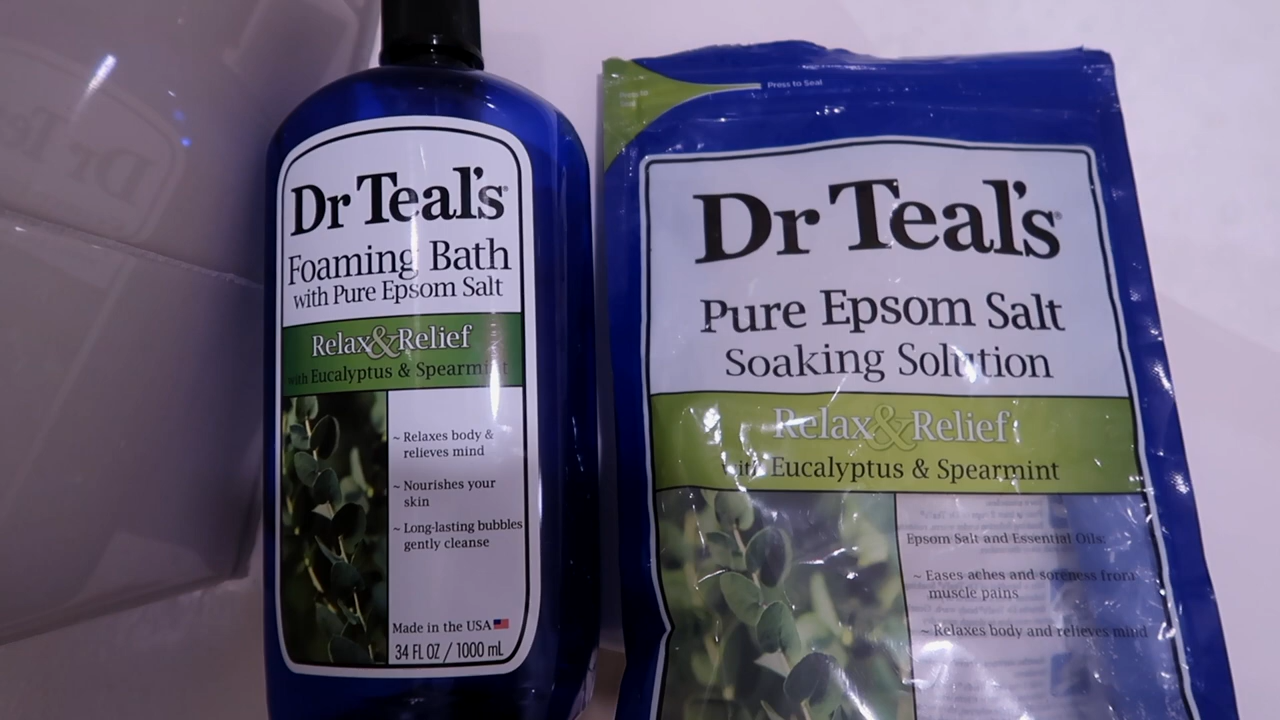 Dr Teal's
Foaming Bath
with Pure Epsom Salt
Relax & Relief
with Eucalyptus & Spearmint
~ Relaxes body &
relieves mind
~ Nourishes your
skin
~ Long-lasting bubbles
gently cleanse
Made in the USA
34 FL OZ / 1000 mL
Press to Seal
Dr Teal's
Pure Epsom Salt
Soaking Solution
Relax & Relief
with Eucalyptus & Spearmint
Epsom Salt and Essential Oils:
~ Eases aches and soreness from
muscle pains
~ Relaxes body and relieves mind